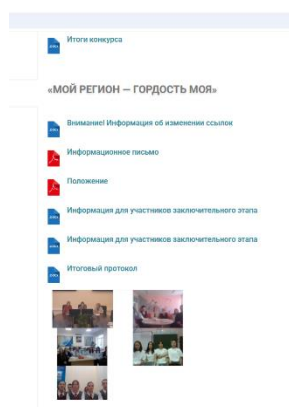 Итоги конкурса
«МОЙ РЕГИОН — ГОРДОСТЬ МОЯ»
Внимание! Информация об изменении ссылок
Информационное письмо
Положение
Информация для участников заключительного этапа
Информация для участников заключительного этапа
Итоговый протокол